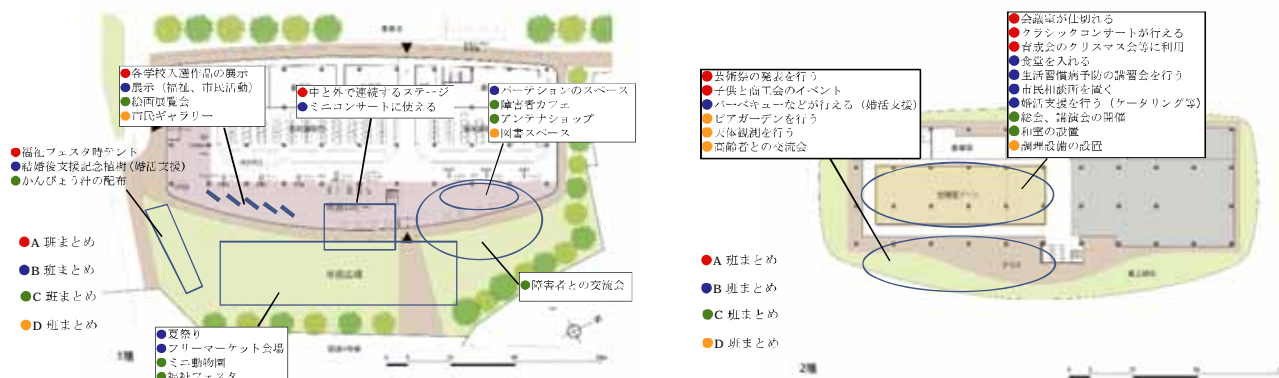 ●各学校入選作品の展示
●展示（福祉、市民活動）
●絵画展覧会
●市民ギャラリー
●中と外で連続するステージ
●ミニコンサートに使える
●パーテションのスペース
●障害者カフェ
●アンテナショップ
●図書スペース
●福祉フェスタ時テント
●結婚後支援記念植樹(婚活支援)
●かんぴょう汁の配布
●A 班まとめ
●B 班まとめ
●C 班まとめ
●D 班まとめ
●障害者との交流会
●夏祭り
●フリーマーケット会場
●ミニ動物園
●福祉フェスタ
1階
●芸術祭の発表を行う
●子供と商工会のイベント
●バーベキューなどが行える（婚活支援）
●ビアガーデンを行う
●天体観測を行う
●高齢者との交流会
●会議室が仕切れる
●クラシックコンサートが行える
●育成会のクリスマス会等に利用
●食堂を入れる
●生活習慣病予防の講習会を行う
●市民相談所を置く
●婚活支援を行う（ケータリング等）
●総会、講演会の開催
●和室の設置
●調理設備の設置
●A 班まとめ
●B 班まとめ
●C 班まとめ
●D 班まとめ
2階